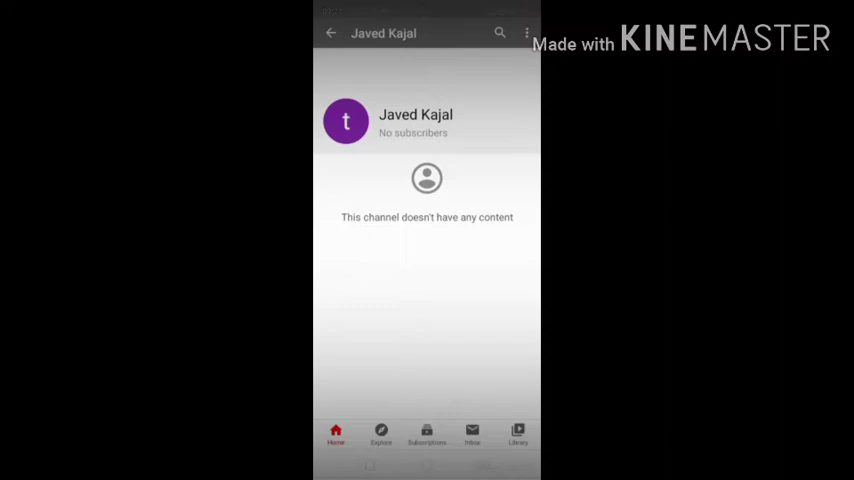 Javed Kajal
Made with KINEMASTER
t
Javed Kajal
No subscribers
This channel doesn't have any content
Home
Explore
Subscriptions
Inbox
Library